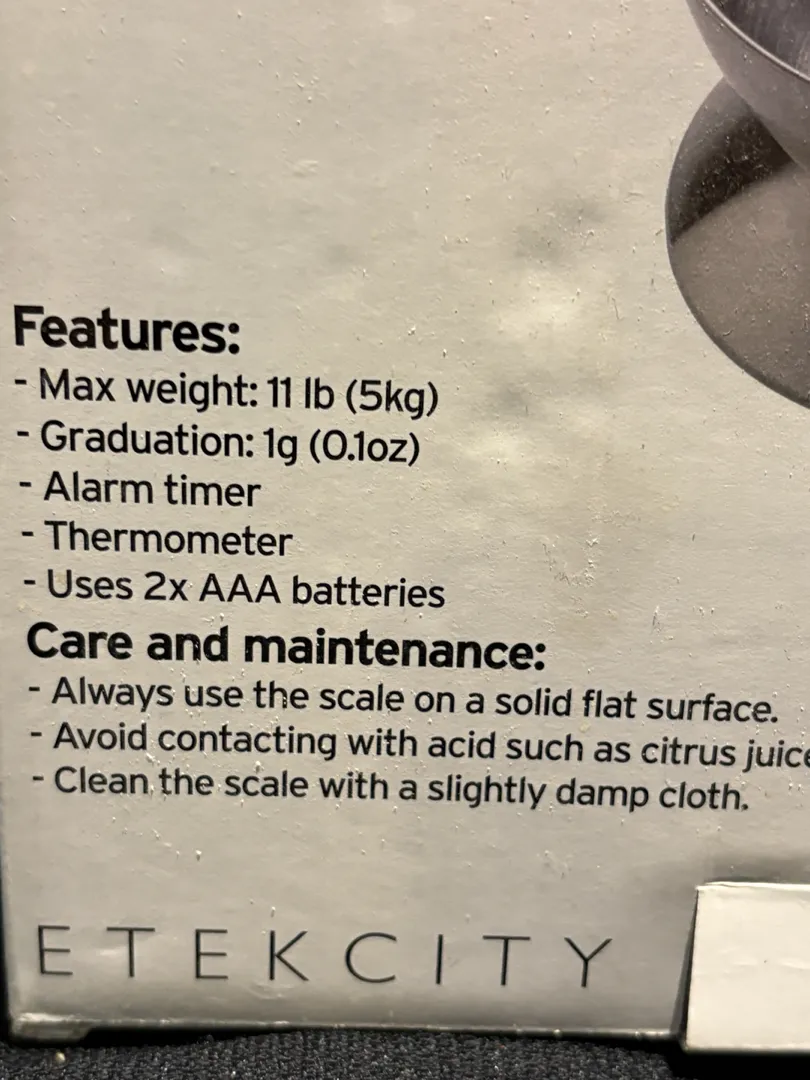 Features:
- Max weight: 11 lb (5kg)
- Graduation: 1g (0.1oz)
- Alarm timer
- Thermometer
- Uses 2x AAA batteries
Care and maintenance:
- Always use the scale on a solid flat surface.
- Avoid contacting with acid such as citrus juice
- Clean the scale with a slightly damp cloth.
ETEKCITY